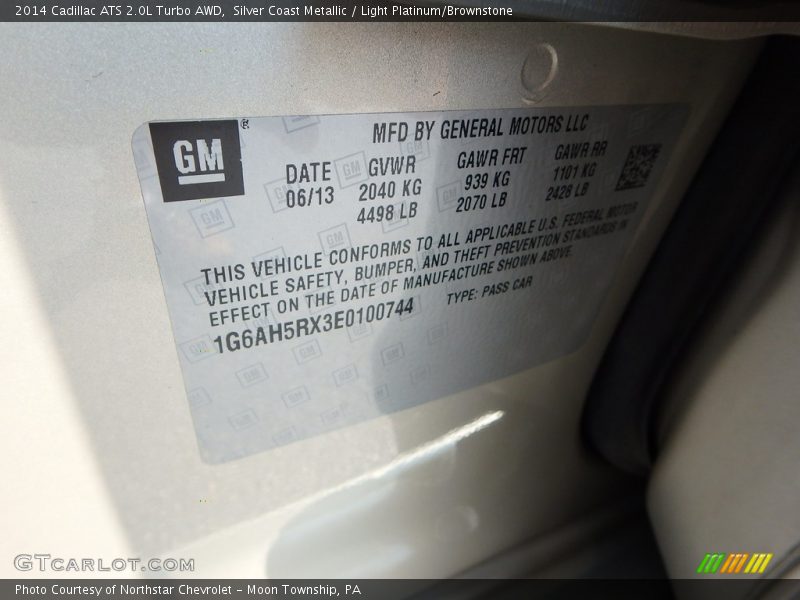 2014 Cadillac ATS 2.0L Turbo AWD, Silver Coast Metallic / Light Platinum/Brownstone
GM®
MFD BY GENERAL MOTORS LLC
DATE GVWR GAWR FRT GAWR RR
06/13 2040 KG 939 KG 1101 KG
4498 LB 2070 LB 2428 LB
THIS VEHICLE CONFORMS TO ALL APPLICABLE U.S. FEDERAL MOTOR
VEHICLE SAFETY, BUMPER, AND THEFT PREVENTION STANDARDS IN
EFFECT ON THE DATE OF MANUFACTURE SHOWN ABOVE.
1G6AH5RX3E0100744 TYPE: PASS CAR
GTcarlot.com
Photo Courtesy of Northstar Chevrolet - Moon Township, PA